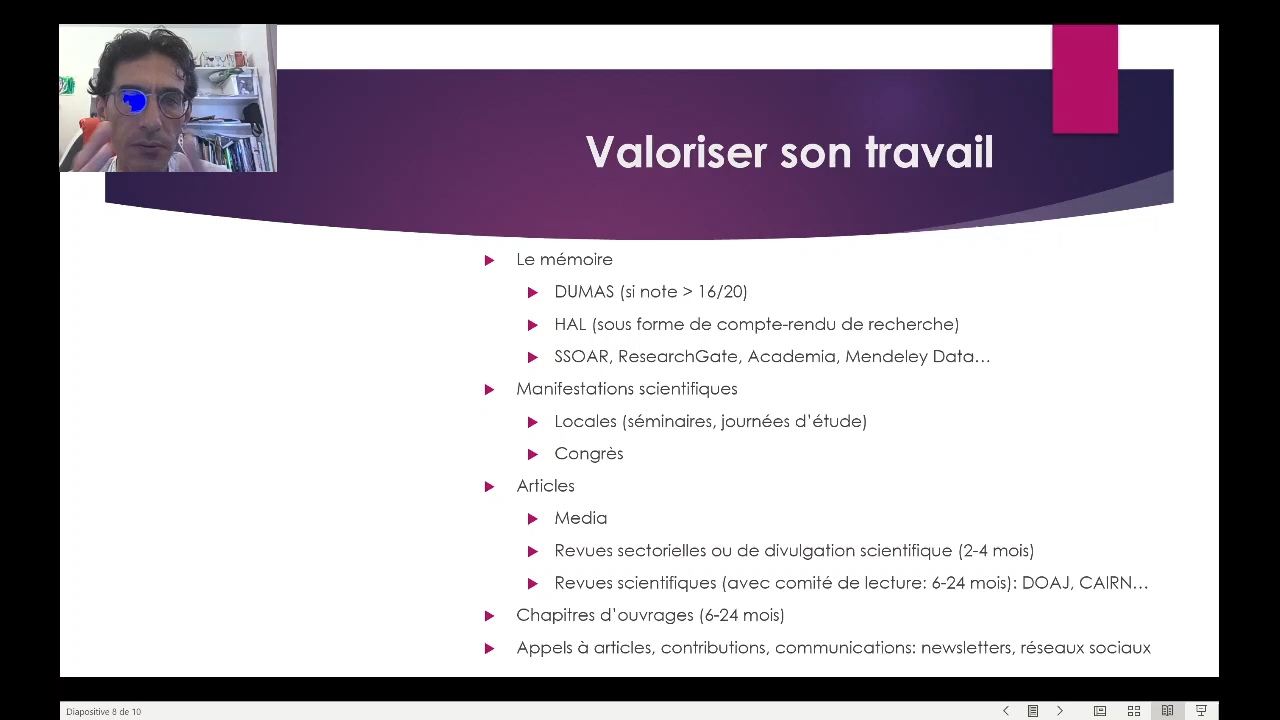 Valoriser son travail
Le mémoire
DUMAS (si note > 16/20)
HAL (sous forme de compte-rendu de recherche)
SSOAR, ResearchGate, Academia, Mendeley Data…
Manifestations scientifiques
Locales (séminaires, journées d'étude)
Congrès
Articles
Media
Revues sectorielles ou de divulgation scientifique (2-4 mois)
Revues scientifiques (avec comité de lecture: 6-24 mois): DOAJ, CAIRN…
Chapitres d'ouvrages (6-24 mois)
Appels à articles, contributions, communications: newsletters, réseaux sociaux
Diapositive 8 de 10